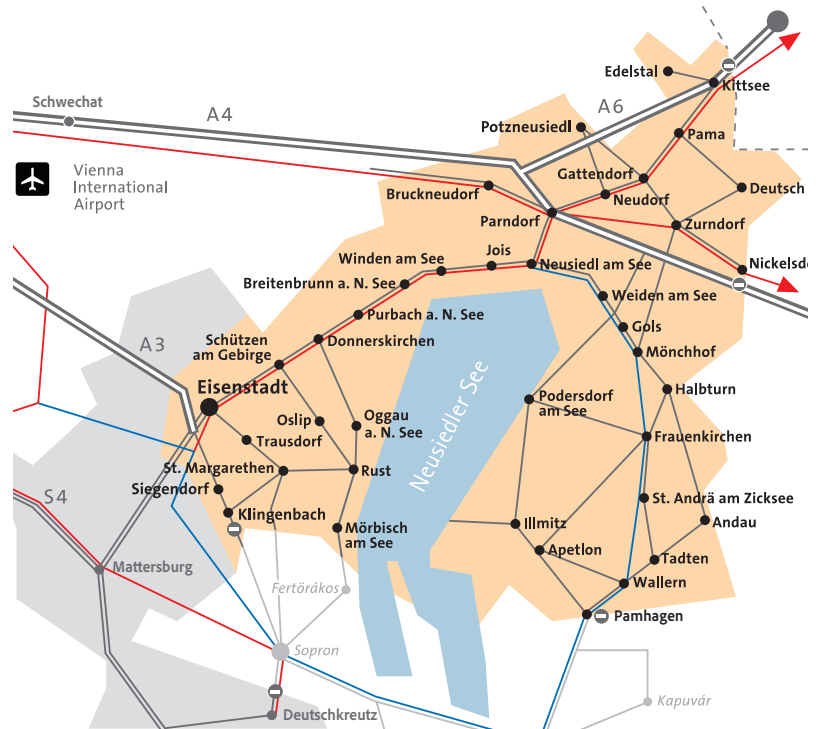 Edelstal
Kittsee
Schwechat
A4
A6
Potzneusiedl
Pama
Vienna
International
Airport
Gattendorf
Bruckneudorf
Neudorf
Deutsch
Parndorf
Zurndorf
Jois
Winden am See
Neusiedl am See
Nickelsdo
Breitenbrunn a. N. See
Weiden am See
Purbach a. N. See
Gols
A3
Schützen
am Gebirge
Donnerskirchen
Mönchhof
Eisenstadt
Neusiedler See
Halbturn
Podersdorf
am See
Oslip
Oggau
a. N. See
Trausdorf
Frauenkirchen
St. Margarethen
Rust
Siegendorf
S4
St. Andrä am Zicksee
Klingenbach
Mörbisch
am See
Illmitz
Andau
Apetlon
Tadten
Mattersburg
Fertörákos
Wallern
Pamhagen
Sopron
Kapuvár
Deutschkreutz